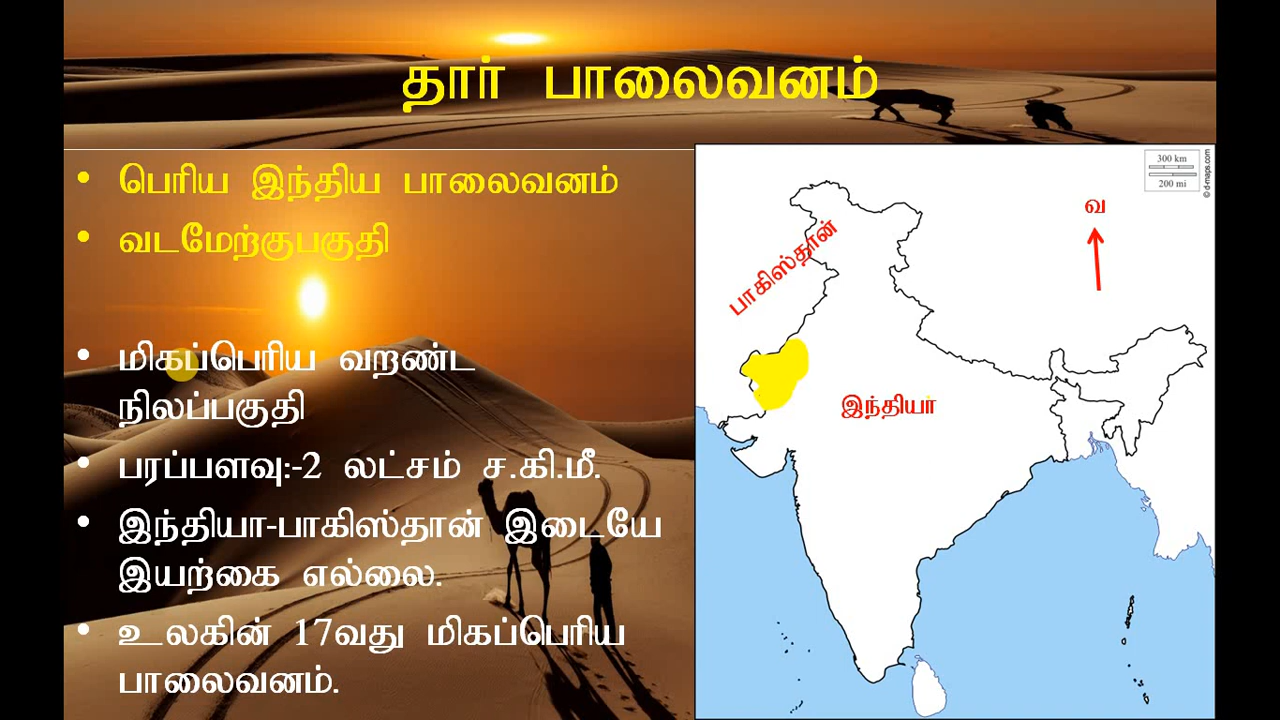 தார் பாலைவனம்
• பெரிய இந்திய பாலைவனம்
• வடமேற்குபகுதி
• மிகப்பெரிய வறண்ட
நிலப்பகுதி
• பரப்பளவு:-2 லட்சம் ச.கி.மீ.
• இந்தியா-பாகிஸ்தான் இடையே
இயற்கை எல்லை.
• உலகின் 17வது மிகப்பெரிய
பாலைவனம்.
300 km
200 mi
© d-maps.com
வ
பாகிஸ்தான்
இந்தியா